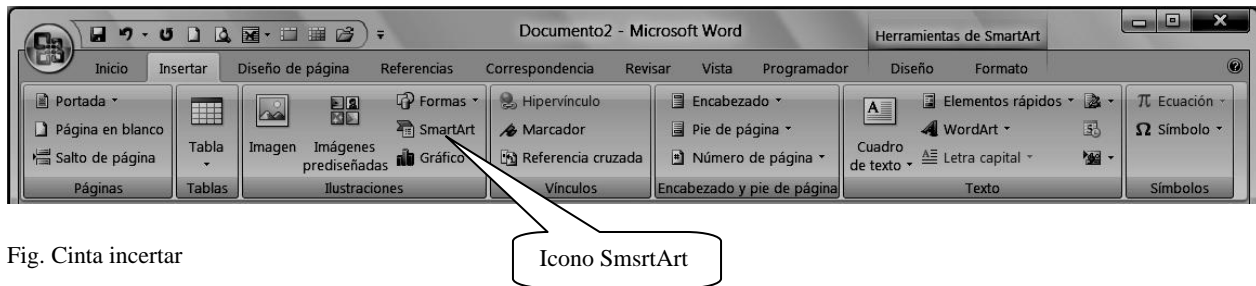 Documento2 - Microsoft Word
Herramientas de SmartArt
Inicio Insertar Diseño de página Referencias Correspondencia Revisar Vista Programador Diseño Formato
Portada
Página en blanco
Salto de página
Páginas
Tabla
Tablas
Imagen
Imágenes
prediseñadas
Formas
SmartArt
Gráfico
Ilustraciones
Hipervínculo
Marcador
Referencia cruzada
Vínculos
Encabezado
Pie de página
Número de página
Encabezado y pie de página
A
Cuadro
de texto
Elementos rápidos
WordArt
Letra capital
Texto
π Ecuación
Ω Símbolo
Símbolos
Icono SmsrtArt
Fig. Cinta incertar